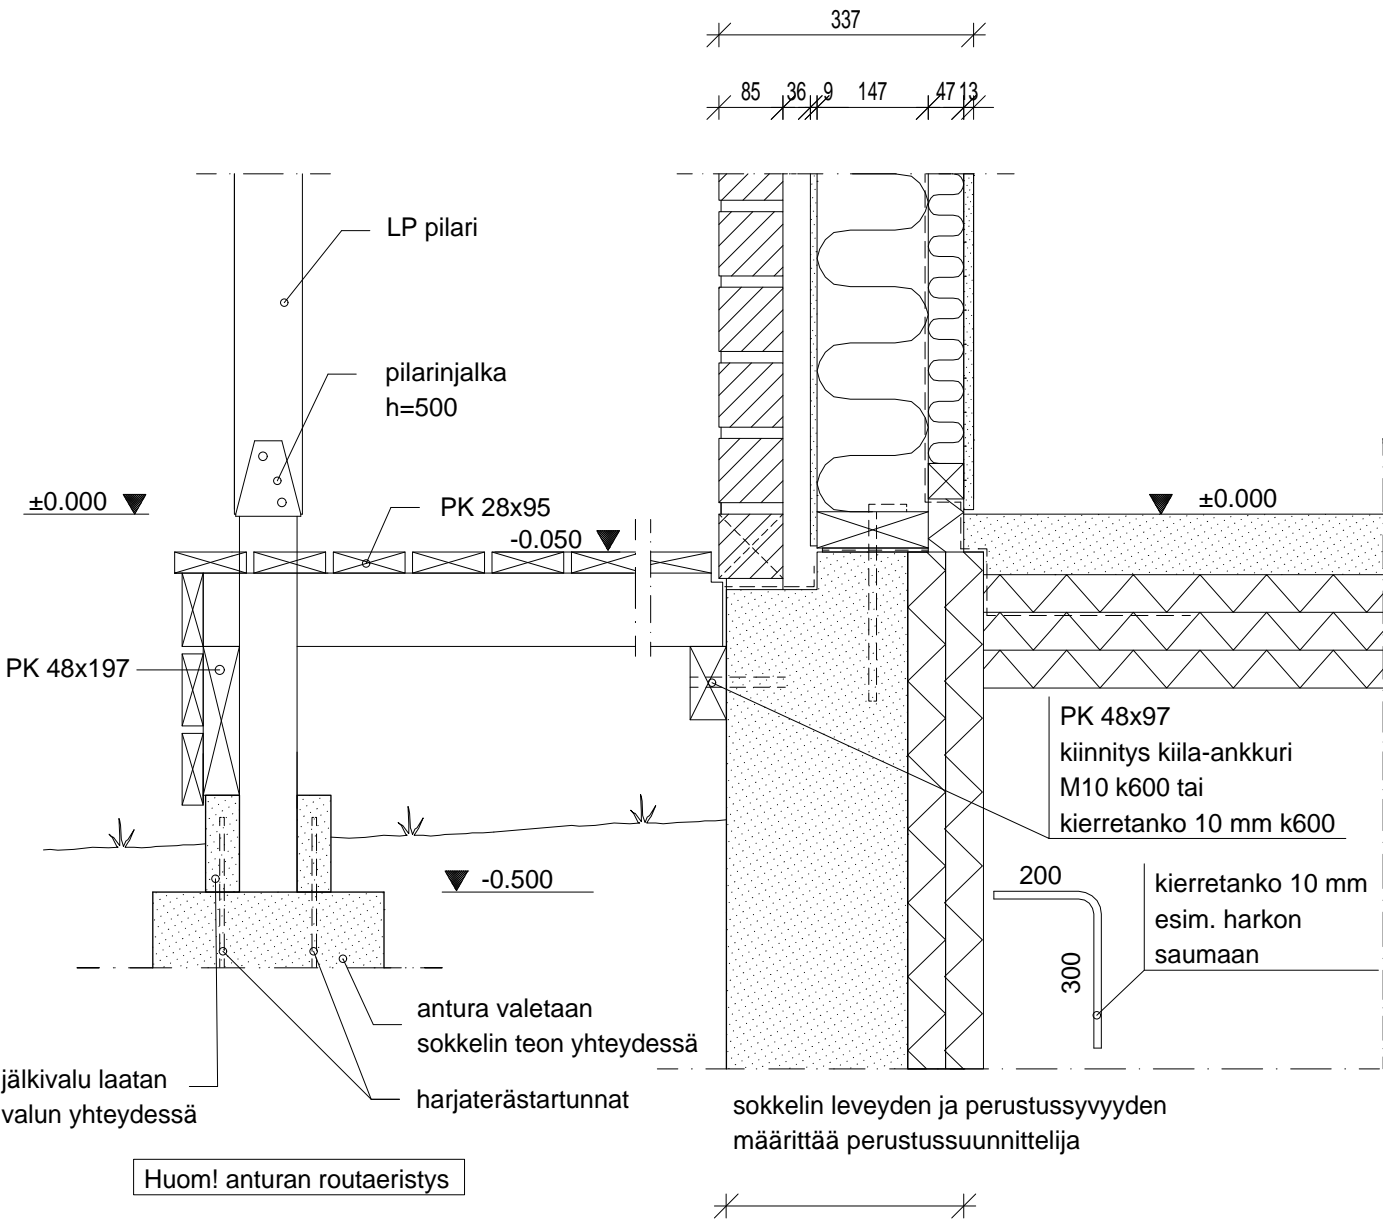 337
85 36 9 147 47 13
LP pilari
pilarinjalka
h=500
±0.000
PK 28x95
-0.050
±0.000
PK 48x197
PK 48x97
kiinnitys kiila-ankkuri
M10 k600 tai
kierretanko 10 mm k600
-0.500
200
300
kierretanko 10 mm
esim. harkon
saumaan
antura valetaan
sokkelin teon yhteydessä
jälkivalu laatan
valun yhteydessä
harjaterästartunnat
sokkelin leveyden ja perustussyvyyden
määrittää perustussuunnittelija
Huom! anturan routaeristys